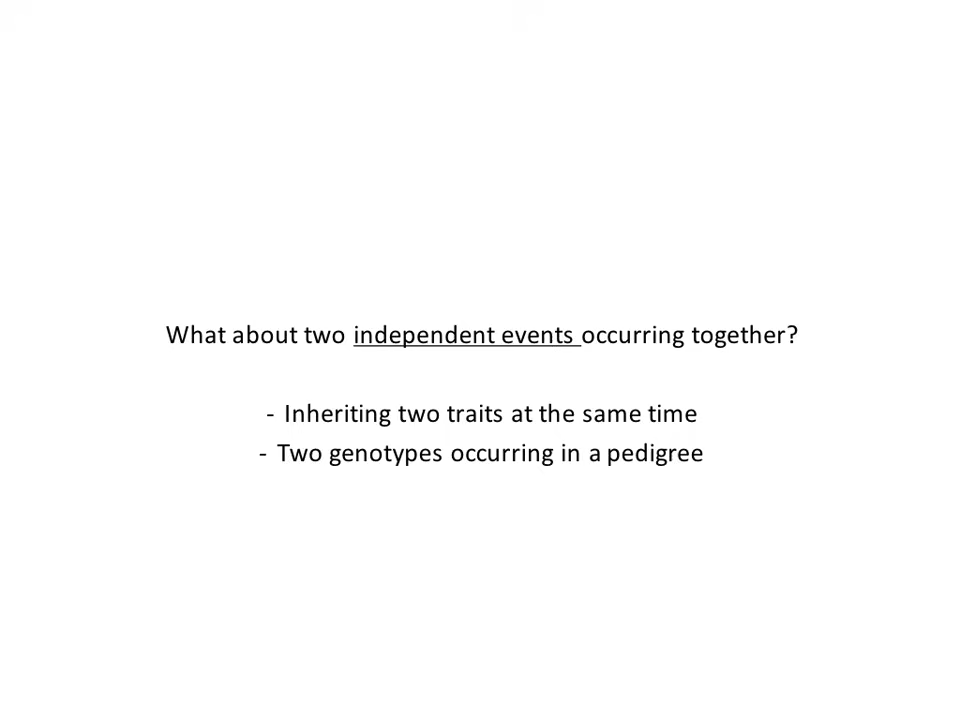 What about two independent events occurring together?
- Inheriting two traits at the same time
- Two genotypes occurring in a pedigree